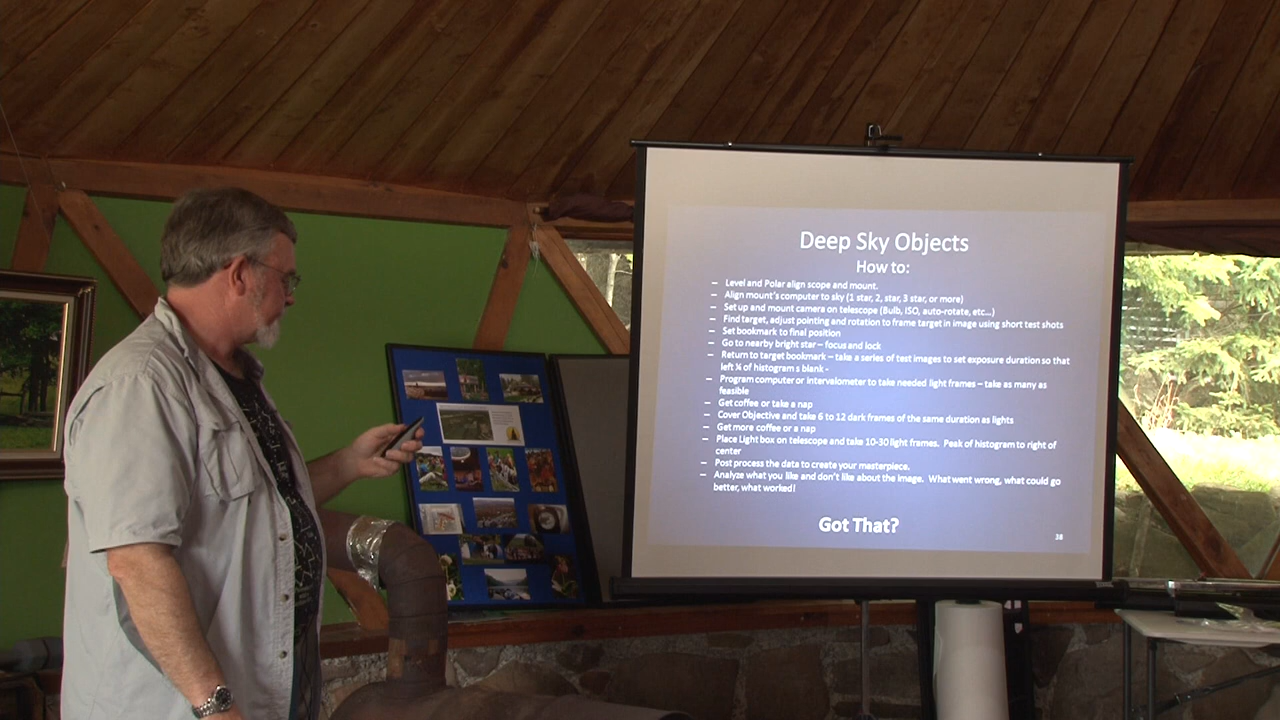 Deep Sky Objects
How to:
– Level and Polar align scope and mount.
– Align mount's computer to sky (1 star, 2, star, 3 star, or more)
– Set up and mount camera on telescope (Bulb, ISO, auto-rotate, etc...)
– Find target, adjust pointing and rotation to frame target in image using short test shots
– Set bookmark to final position
– Go to nearby bright star – focus and lock
– Return to target bookmark – take a series of test images to set exposure duration so that
left ¼ of histogram s blank -
– Program computer or intervalometer to take needed light frames – take as many as
feasible
– Get coffee or take a nap
– Cover Objective and take 6 to 12 dark frames of the same duration as lights
– Get more coffee or a nap
– Place Light box on telescope and take 10-30 light frames. Peak of histogram to right of
center
– Post process the data to create your masterpiece.
– Analyze what you like and don't like about the image. What went wrong, what could go
better, what worked!
Got That?
38